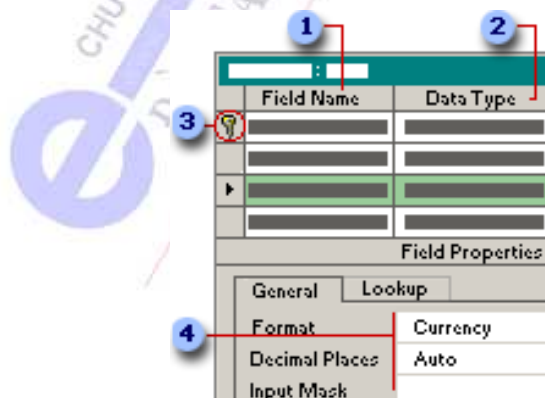 CHU
1 2
:
Field Name Data Type
3
Field Properties
General Lookup
4
Format Currency
Decimal Places Auto
Input Mask